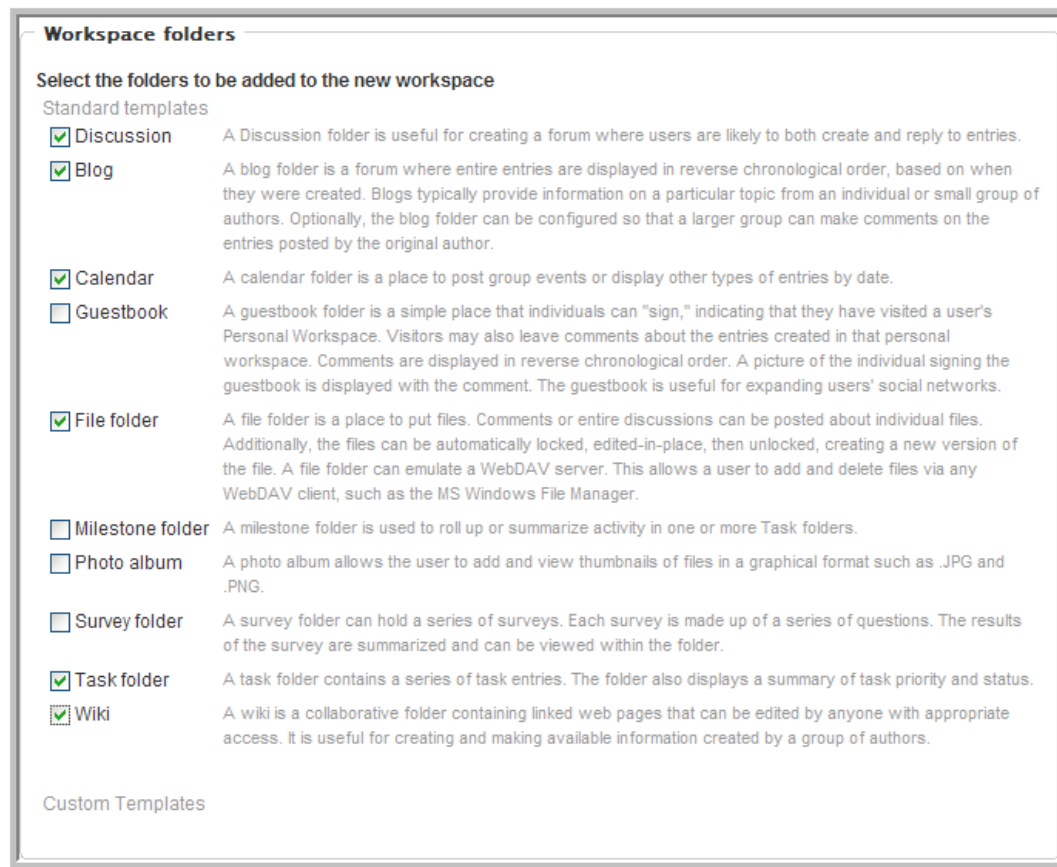 Workspace folders
Select the folders to be added to the new workspace
Standard templates
Discussion A Discussion folder is useful for creating a forum where users are likely to both create and reply to entries.
Blog A blog folder is a forum where entire entries are displayed in reverse chronological order, based on when
they were created. Blogs typically provide information on a particular topic from an individual or small group of
authors. Optionally, the blog folder can be configured so that a larger group can make comments on the
entries posted by the original author.
Calendar A calendar folder is a place to post group events or display other types of entries by date.
Guestbook A guestbook folder is a simple place that individuals can "sign," indicating that they have visited a user's
Personal Workspace. Visitors may also leave comments about the entries created in that personal
workspace. Comments are displayed in reverse chronological order. A picture of the individual signing the
guestbook is displayed with the comment. The guestbook is useful for expanding users' social networks.
File folder A file folder is a place to put files. Comments or entire discussions can be posted about individual files.
Additionally, the files can be automatically locked, edited-in-place, then unlocked, creating a new version of
the file. A file folder can emulate a WebDAV server. This allows a user to add and delete files via any
WebDAV client, such as the MS Windows File Manager.
Milestone folder A milestone folder is used to roll up or summarize activity in one or more Task folders.
Photo album A photo album allows the user to add and view thumbnails of files in a graphical format such as .JPG and
.PNG.
Survey folder A survey folder can hold a series of surveys. Each survey is made up of a series of questions. The results
of the survey are summarized and can be viewed within the folder.
Task folder A task folder contains a series of task entries. The folder also displays a summary of task priority and status.
Wiki A wiki is a collaborative folder containing linked web pages that can be edited by anyone with appropriate
access. It is useful for creating and making available information created by a group of authors.
Custom Templates